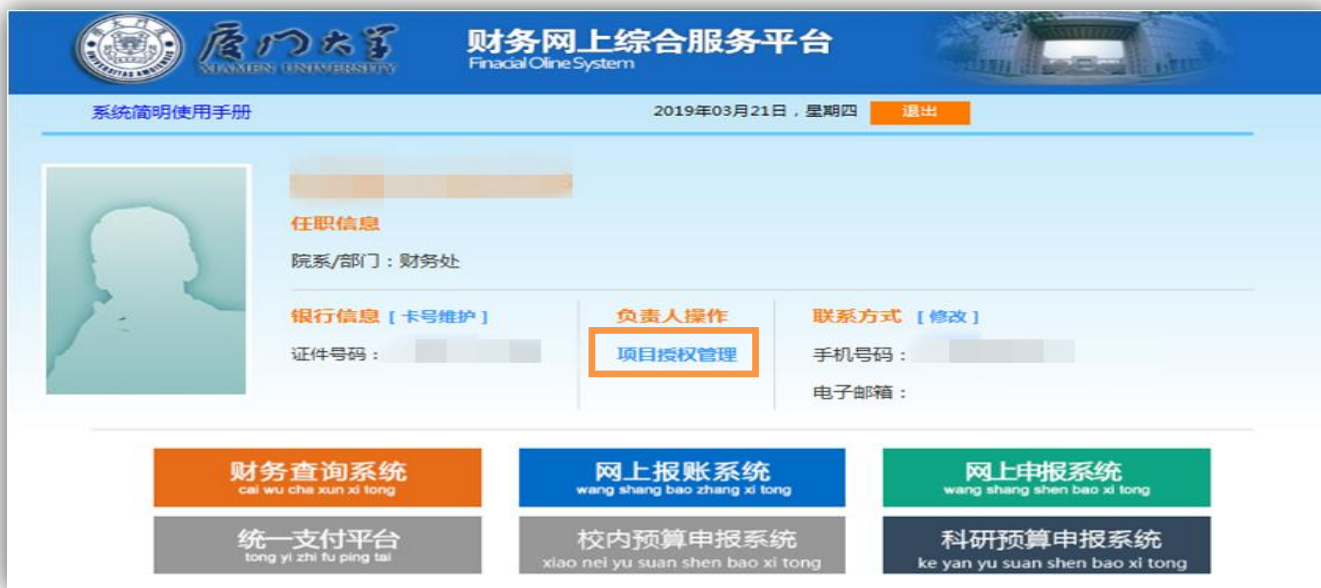 厦门大学
XIAMEN UNIVERSITY
财务网上综合服务平台
Finacial Oline System
系统简明使用手册
2019年03月21日，星期四
退出
任职信息
院系/部门：财务处
银行信息 [ 卡号维护 ]
证件号码：
负责人操作
项目授权管理
联系方式 [ 修改 ]
手机号码：
电子邮箱：
财务查询系统
cai wu cha xun xi tong
网上报账系统
wang shang bao zhang xi tong
网上申报系统
wang shang shen bao xi tong
统一支付平台
tong yi zhi fu ping tai
校内预算申报系统
xiao nei yu suan shen bao xi tong
科研预算申报系统
ke yan yu suan shen bao xi tong